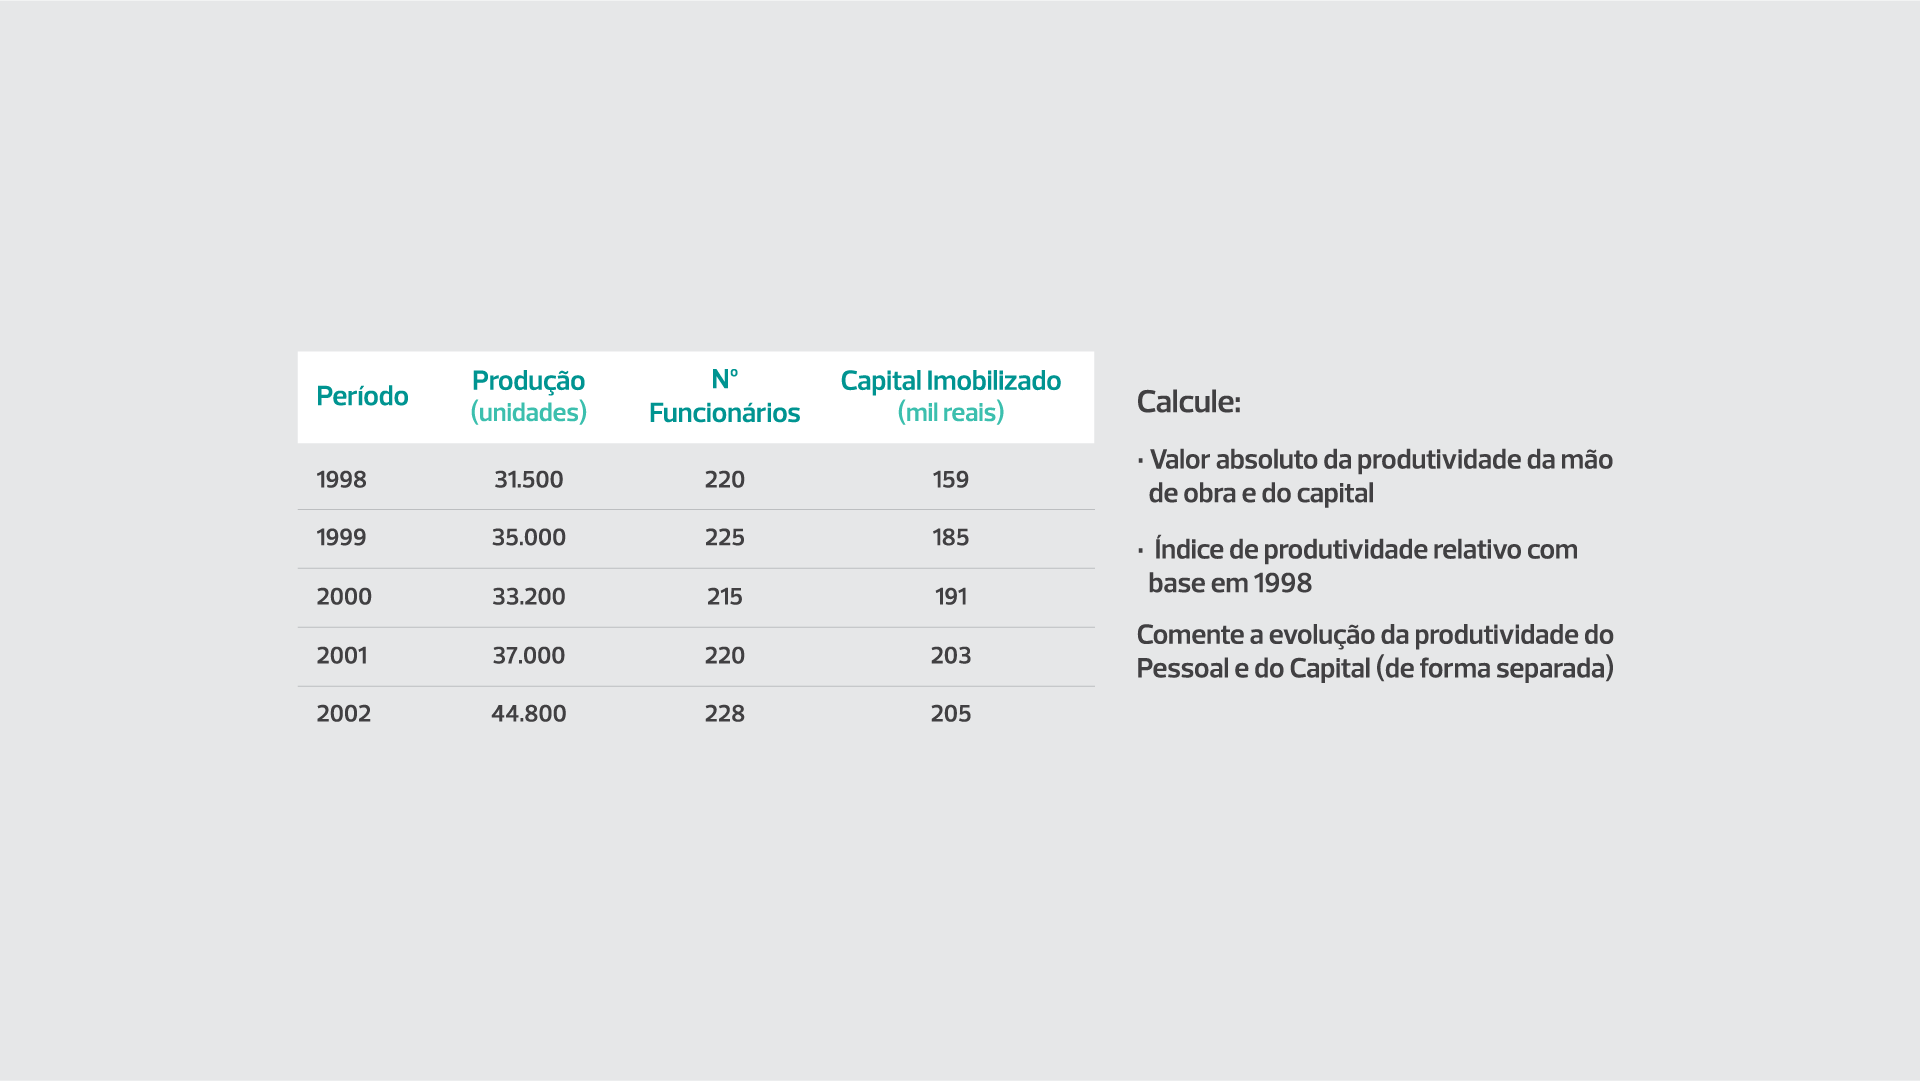 Período Produção (unidades) Nº Funcionários Capital Imobilizado (mil reais)
1998 31.500 220 159
1999 35.000 225 185
2000 33.200 215 191
2001 37.000 220 203
2002 44.800 228 205
Calcule:
· Valor absoluto da produtividade da mão
de obra e do capital
· Índice de produtividade relativo com
base em 1998
Comente a evolução da produtividade do
Pessoal e do Capital (de forma separada)